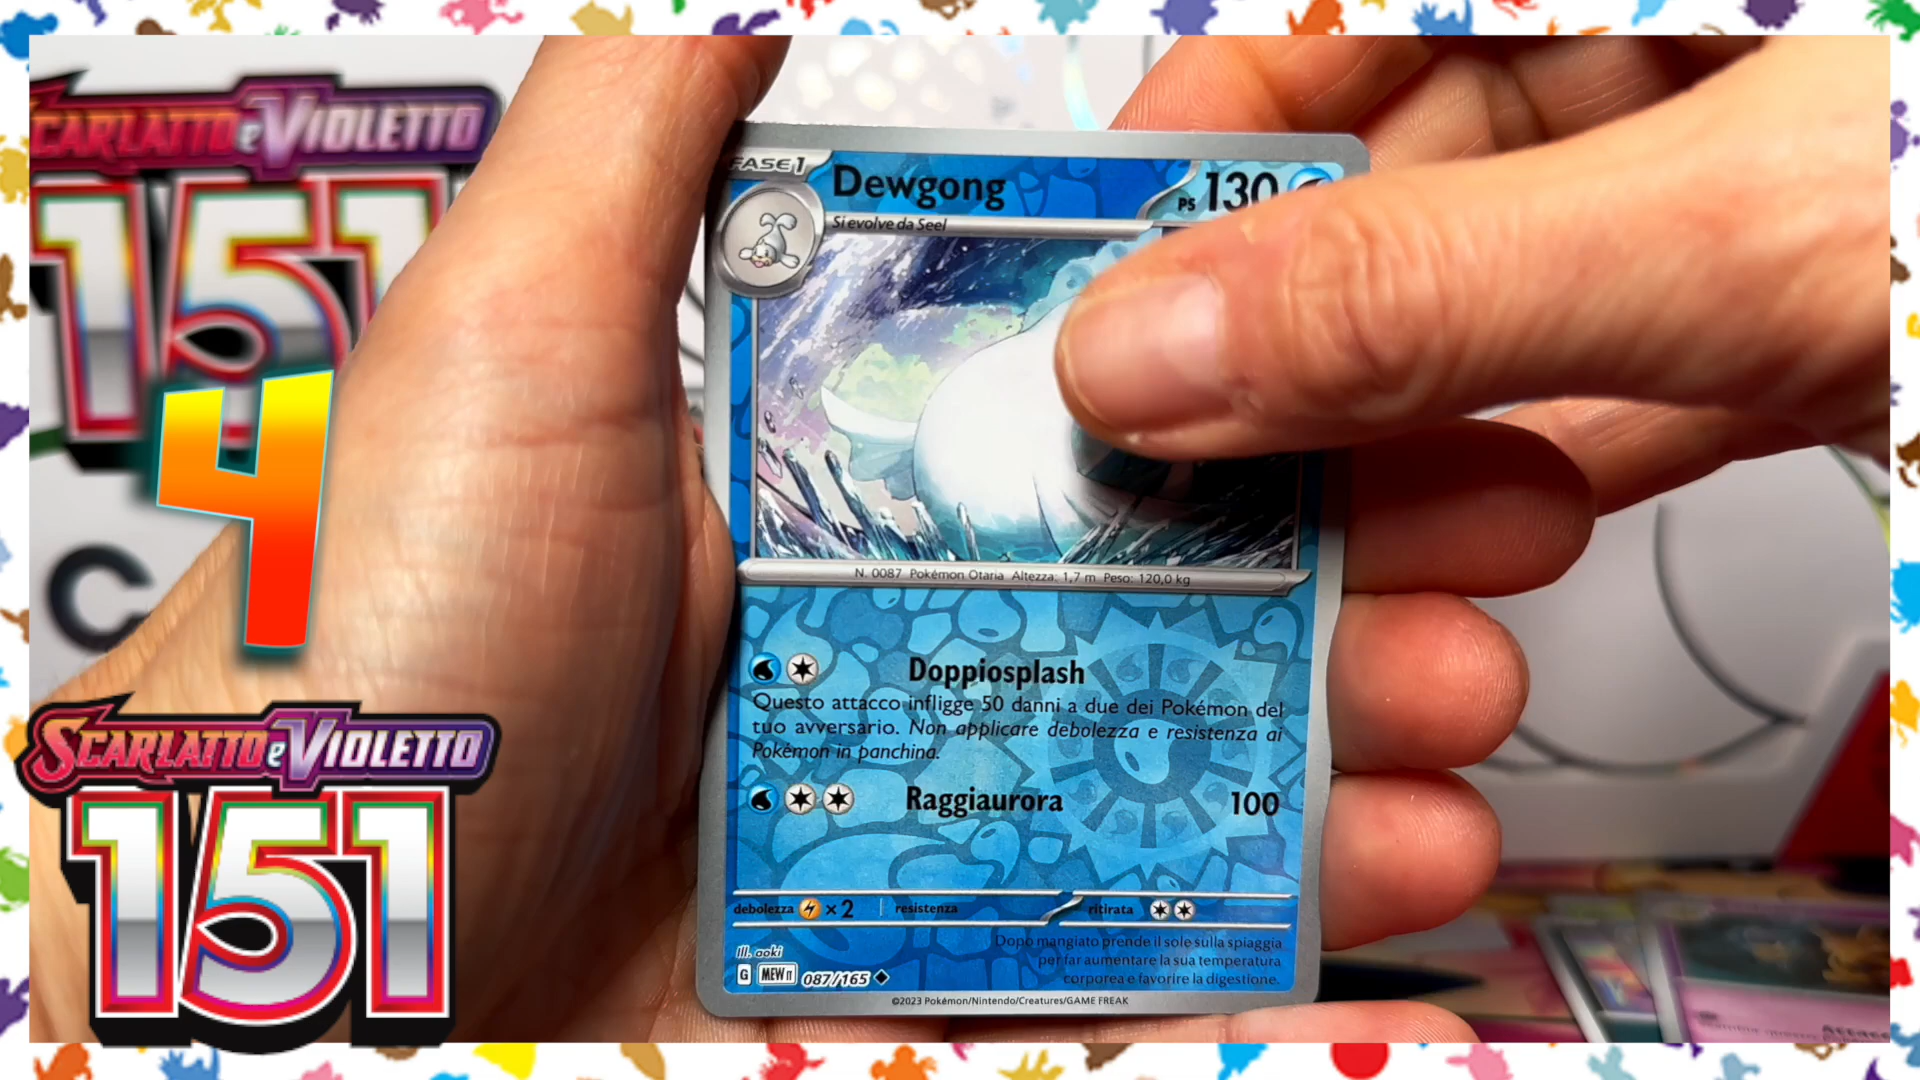 SCARLATTO e VIOLETTO
151
4
C
SCARLATTO e VIOLETTO
151
FASE 1
Dewgong
PS 130
Si evolve da Seel
N. 0087 Pokémon Otaria Altezza: 1,7 m Peso: 120,0 kg
Doppiosplash
Questo attacco infligge 50 danni a due dei Pokémon del
tuo avversario. Non applicare debolezza e resistenza ai
Pokémon in panchina.
Raggiaurora 100
debolezza ×2 resistenza ritirata
Ill. aoki
G MEW IT 087/165
Dopo mangiato prende il sole sulla spiaggia
per far aumentare la sua temperatura
corporea e favorire la digestione.
©2023 Pokémon/Nintendo/Creatures/GAME FREAK